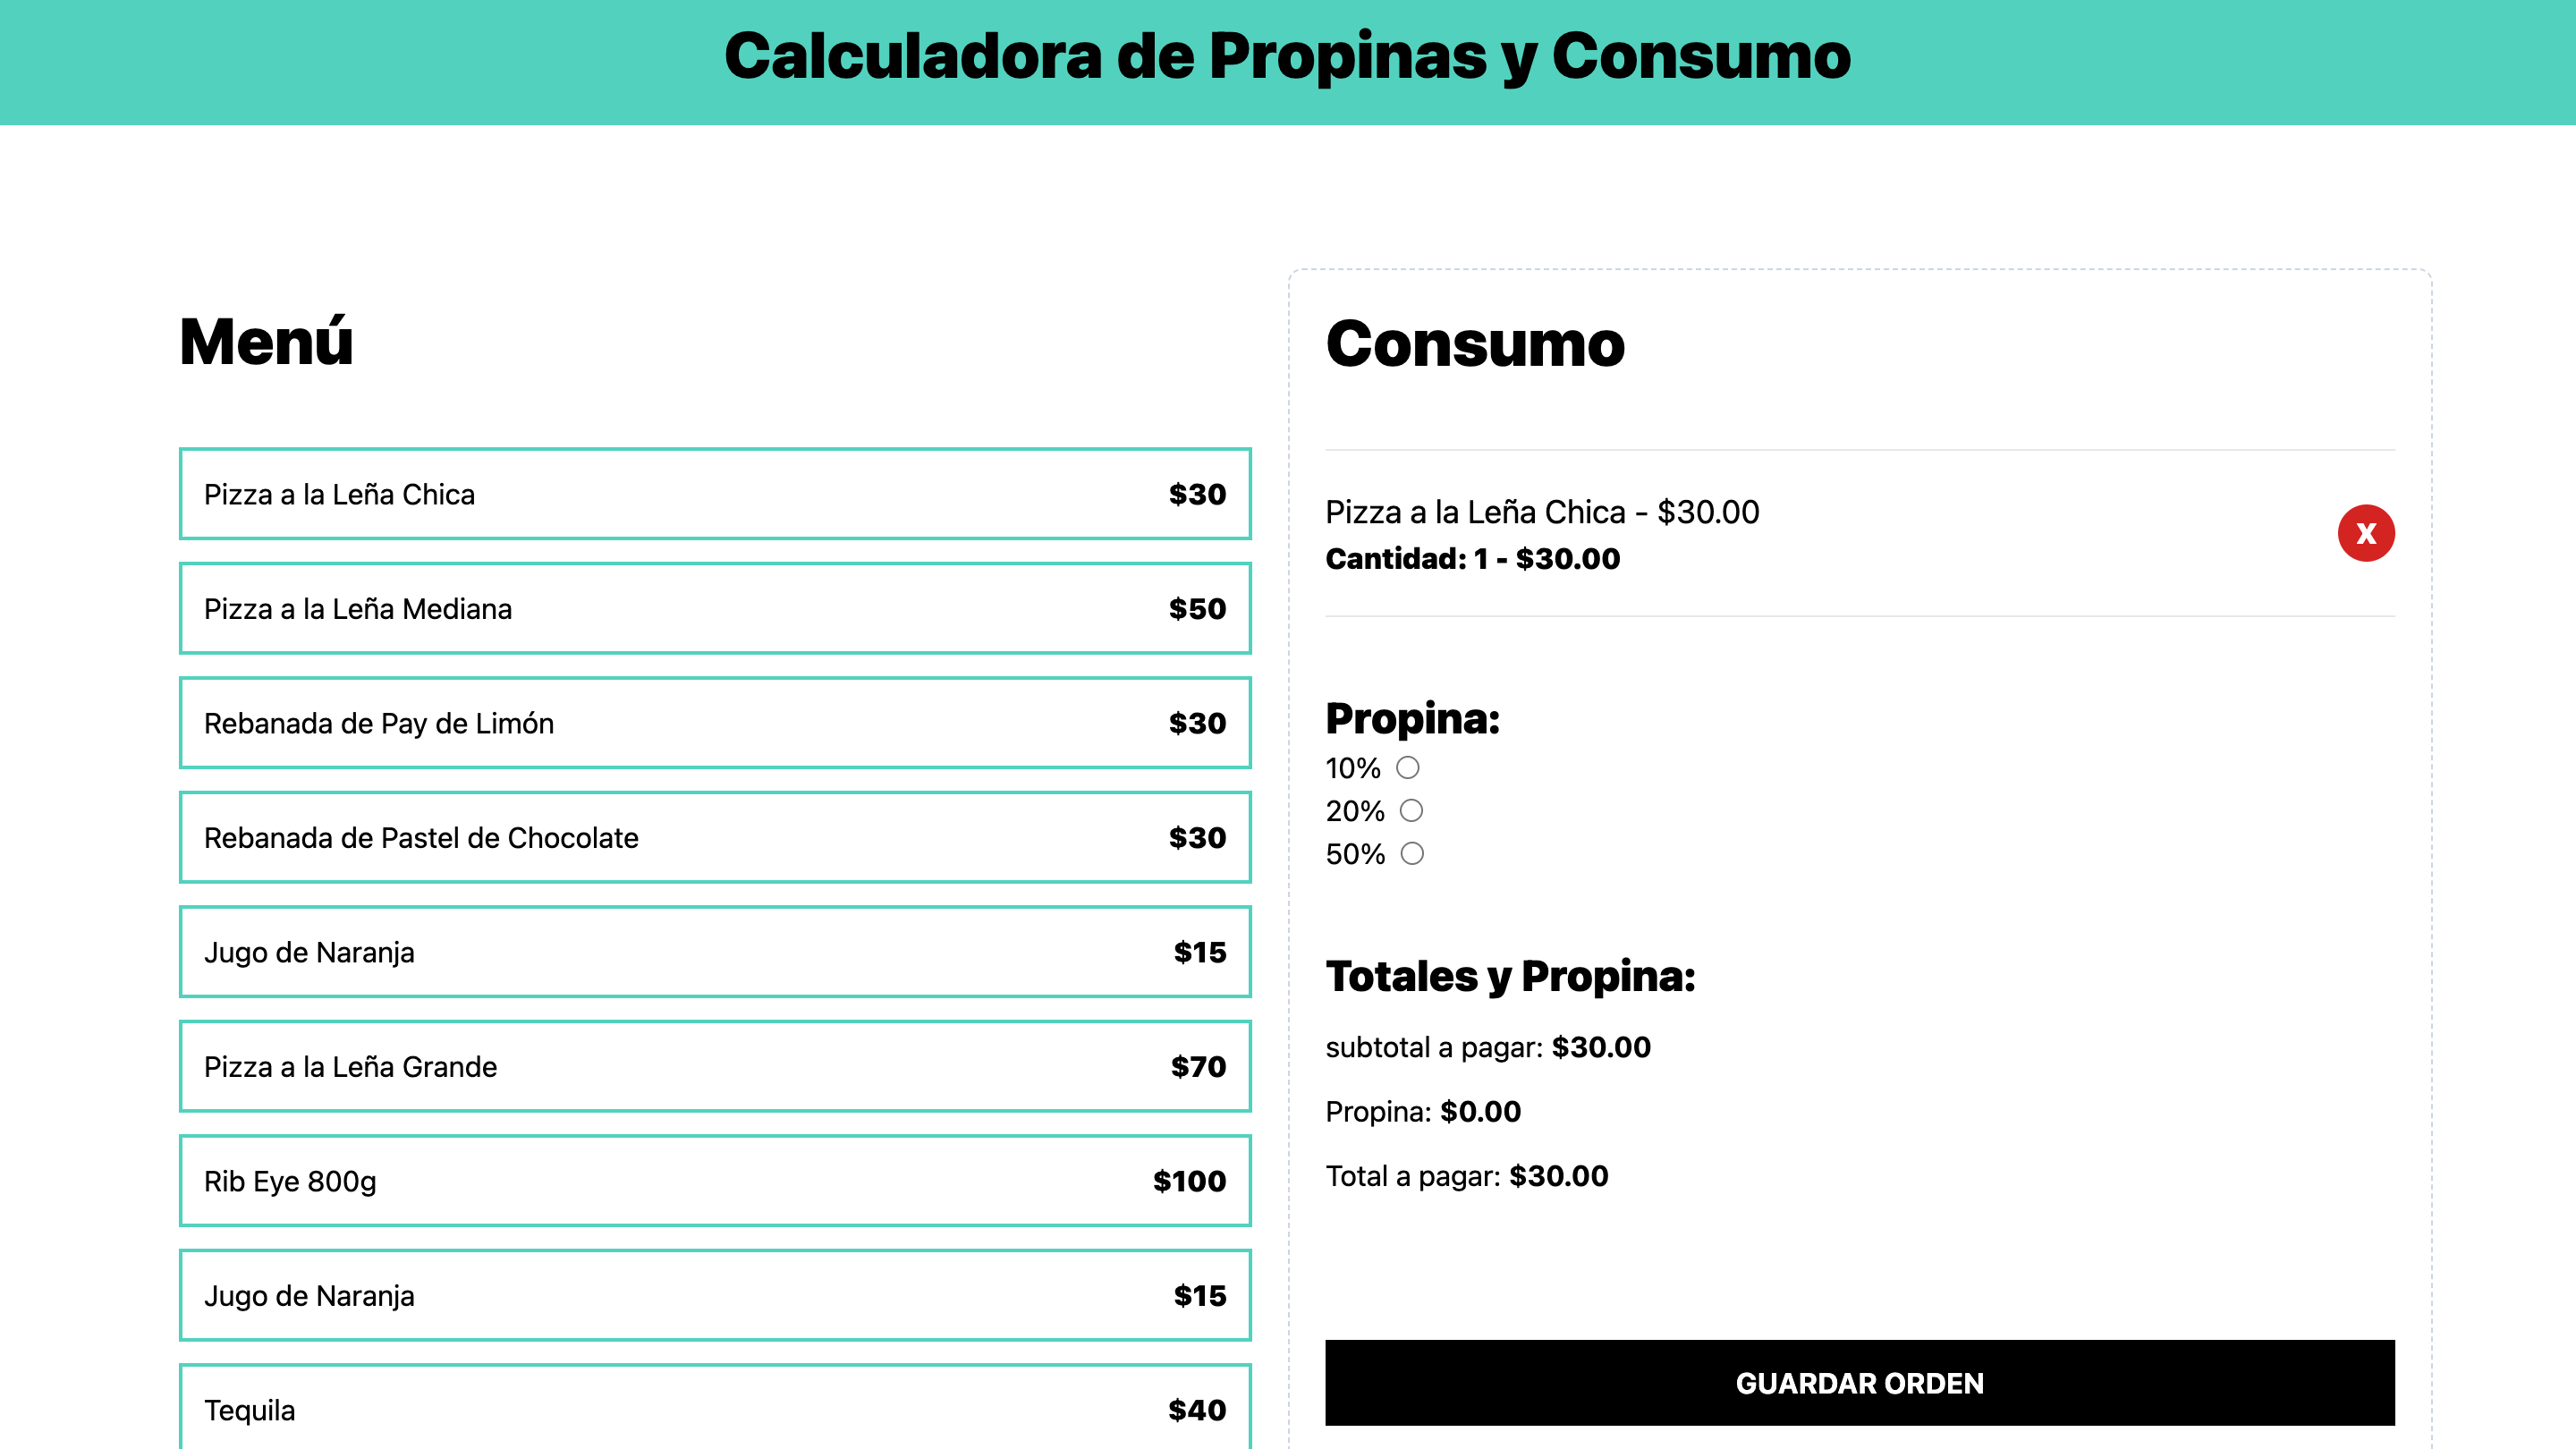 Calculadora de Propinas y Consumo
Menú
Pizza a la Leña Chica $30
Pizza a la Leña Mediana $50
Rebanada de Pay de Limón $30
Rebanada de Pastel de Chocolate $30
Jugo de Naranja $15
Pizza a la Leña Grande $70
Rib Eye 800g $100
Jugo de Naranja $15
Tequila $40
Consumo
Pizza a la Leña Chica - $30.00
Cantidad: 1 - $30.00
X
Propina:
10%
20%
50%
Totales y Propina:
subtotal a pagar: $30.00
Propina: $0.00
Total a pagar: $30.00
GUARDAR ORDEN